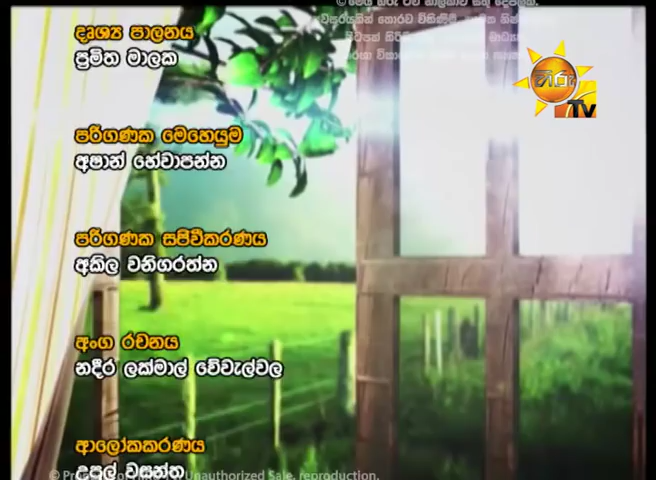 දෘශ්‍ය පාලනය
ප්‍රමිත මාලක
පරිගණක මෙහෙයුම
අෂාන් හේවාපන්න
පරිගණක සජිවීකරණය
අකිල වනිගරත්න
අංග රචනය
නදීර ලක්මාල් වේවැල්වල
ආලෝකකරණය
උපුල් වසන්ත
හිරු
TV
Unauthorized Sale, reproduction,